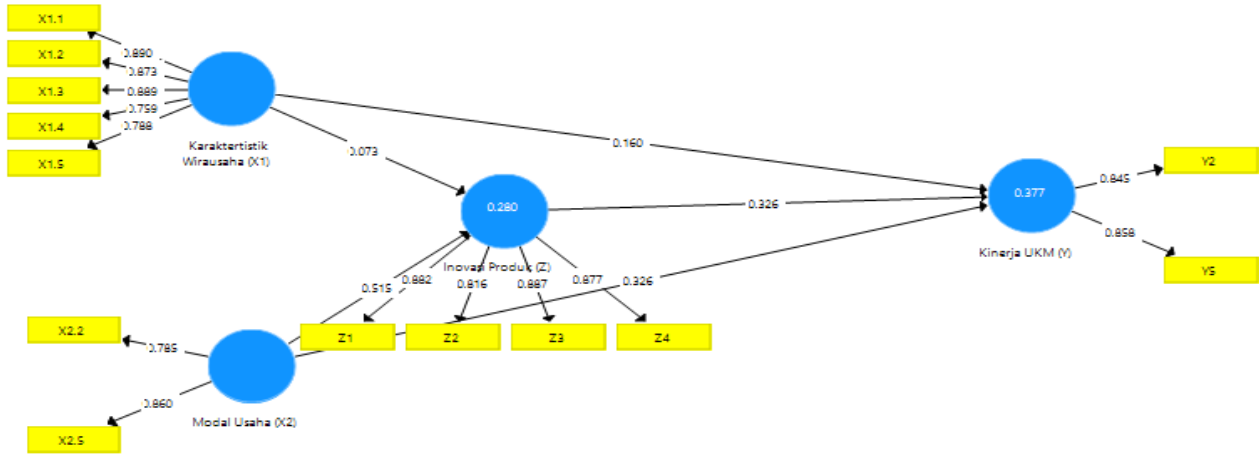 X1.1
X1.2
X1.3
X1.4
X1.5
0.890
0.873
0.889
0.759
0.788
Karaktertistik
Wirausaha (X1)
0.073
0.160
0.280
Inovasi Produk (Z)
0.326
0.377
Kinerja UKM (Y)
0.845
0.858
Y2
Y5
0.515
0.882
0.816
0.887
0.877
0.326
Z1
Z2
Z3
Z4
X2.2
X2.5
0.785
0.860
Modal Usaha (X2)